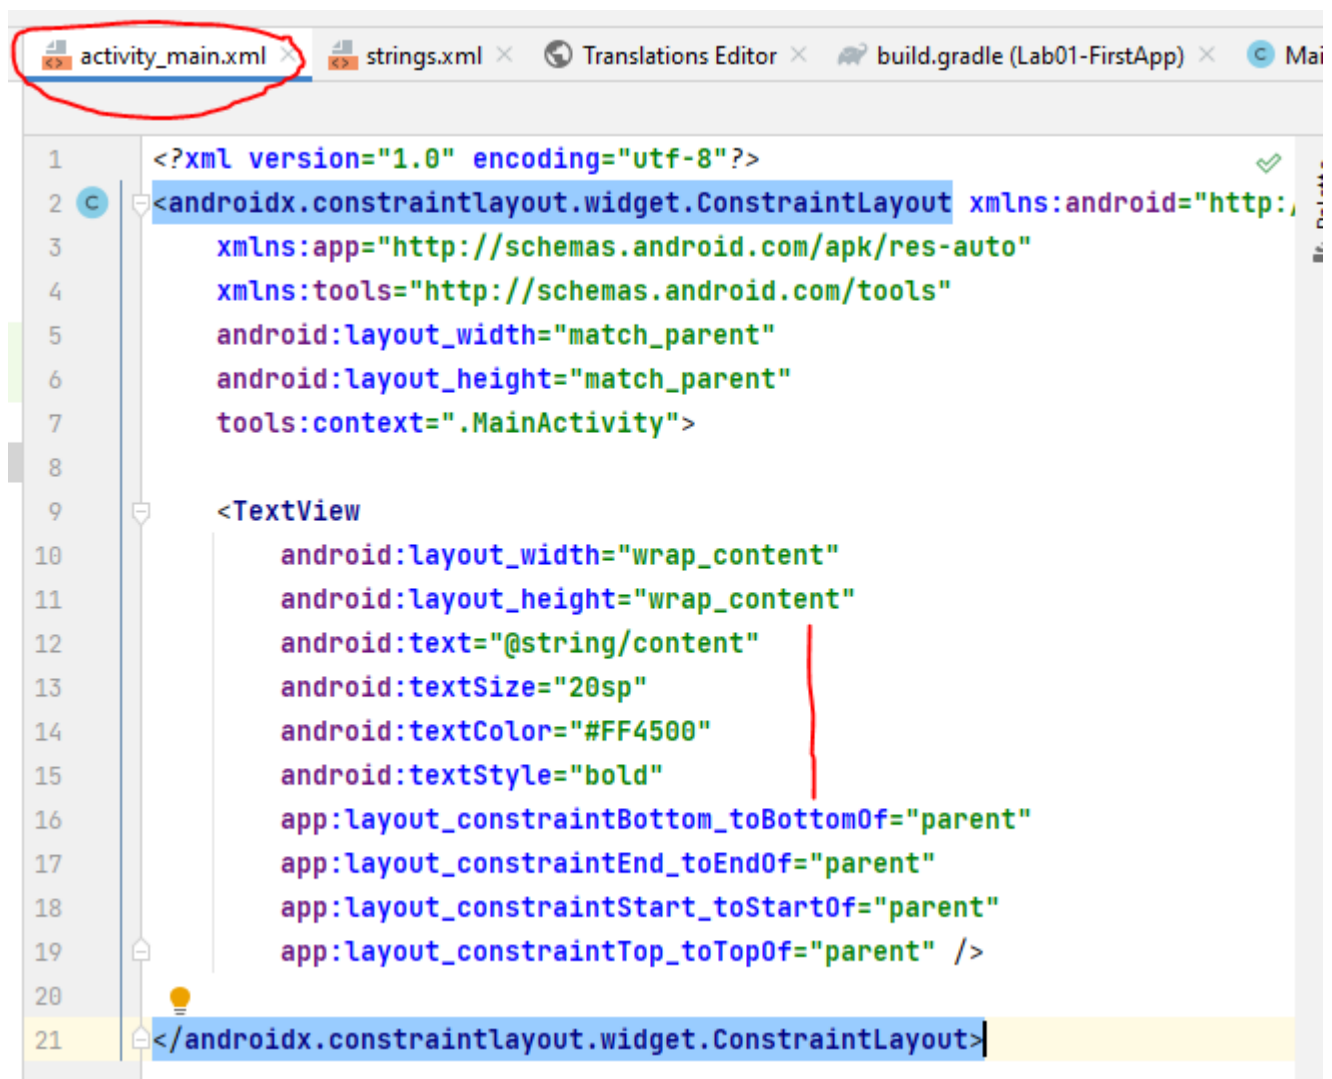 activity_main.xml strings.xml Translations Editor build.gradle (Lab01-FirstApp) C Mai
1 <?xml version="1.0" encoding="utf-8"?>
2 C <androidx.constraintlayout.widget.ConstraintLayout xmlns:android="http:/
3 xmlns:app="http://schemas.android.com/apk/res-auto"
4 xmlns:tools="http://schemas.android.com/tools"
5 android:layout_width="match_parent"
6 android:layout_height="match_parent"
7 tools:context=".MainActivity">
8
9 <TextView
10 android:layout_width="wrap_content"
11 android:layout_height="wrap_content"
12 android:text="@string/content"
13 android:textSize="20sp"
14 android:textColor="#FF4500"
15 android:textStyle="bold"
16 app:layout_constraintBottom_toBottomOf="parent"
17 app:layout_constraintEnd_toEndOf="parent"
18 app:layout_constraintStart_toStartOf="parent"
19 app:layout_constraintTop_toTopOf="parent" />
20
21 </androidx.constraintlayout.widget.ConstraintLayout>